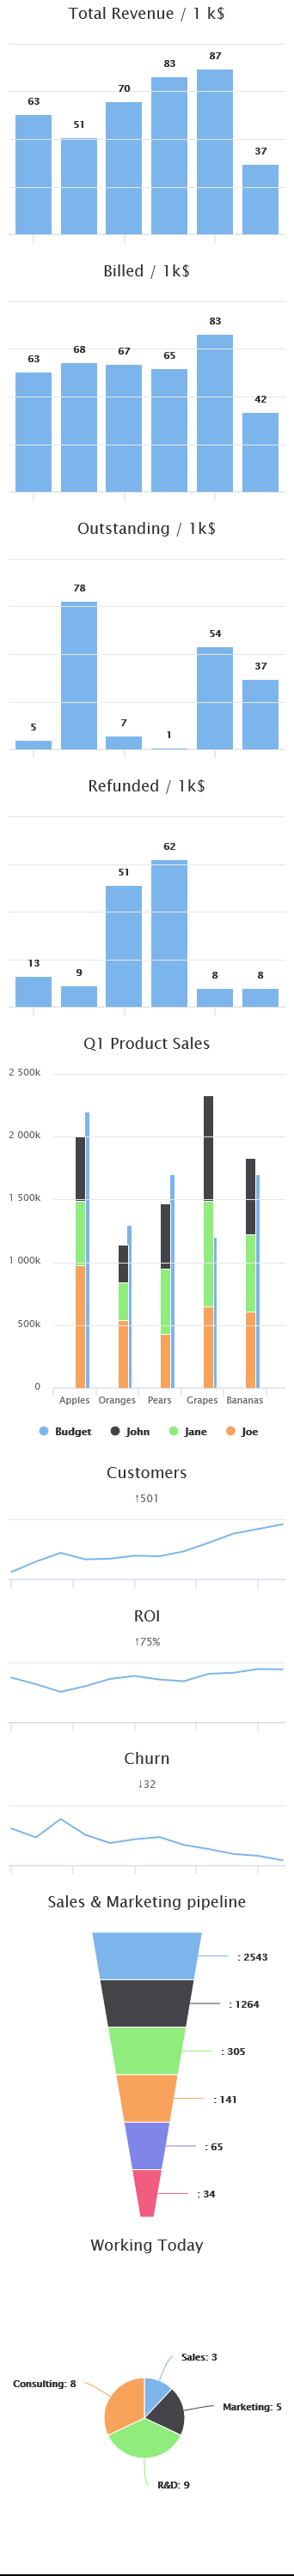 Total Revenue / 1 k$
63 51 70 83 87 37
Billed / 1k$
63 68 67 65 83 42
Outstanding / 1k$
5 78 7 1 54 37
Refunded / 1k$
13 9 51 62 8 8
Q1 Product Sales
2 500k
2 000k
1 500k
1 000k
500k
0
Apples Oranges Pears Grapes Bananas
Budget John Jane Joe
Customers
↑501
ROI
↑75%
Churn
↓32
Sales & Marketing pipeline
: 2543
: 1264
: 305
: 141
: 65
: 34
Working Today
Sales: 3
Consulting: 8
Marketing: 5
R&D: 9